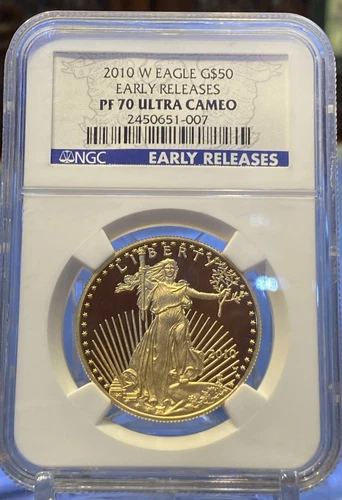 2010 W EAGLE G$50
EARLY RELEASES
PF 70 ULTRA CAMEO
2450651-007
NGC EARLY RELEASES
LIBERTY
2010
W